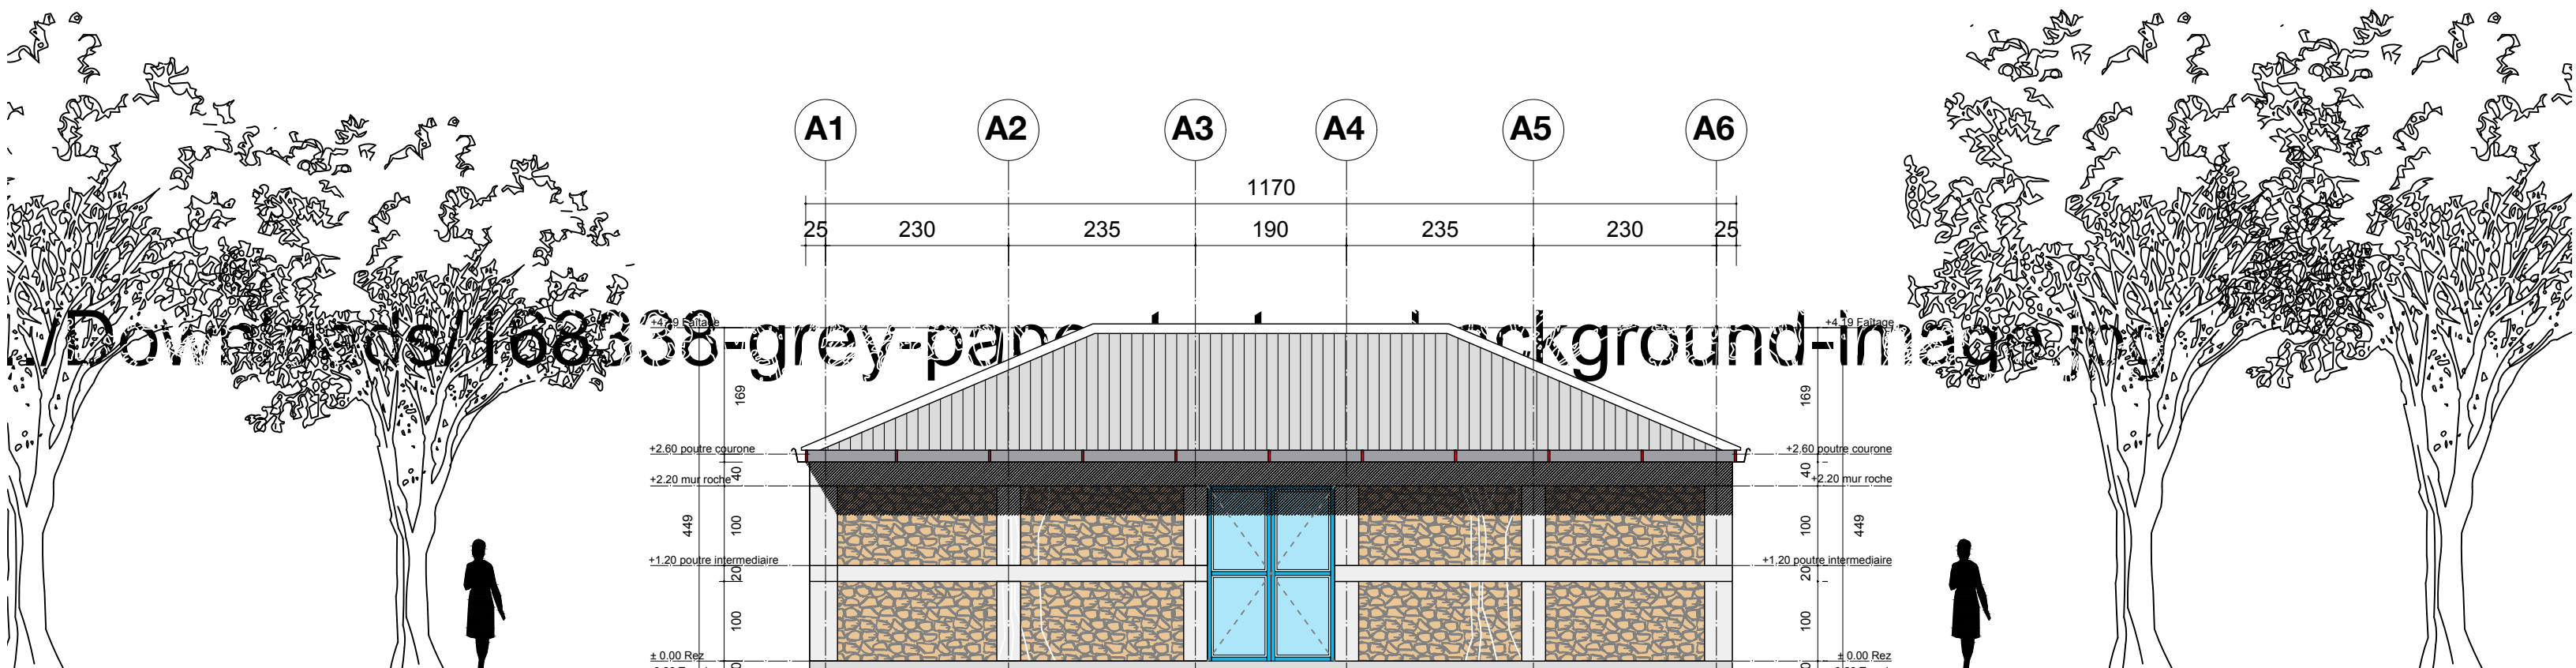 A1 A2 A3 A4 A5 A6
1170
25 230 235 190 235 230 25
+4.19 Faîtage +4.19 Faîtage
/Downloads/168338-grey-pan ckground-image.jpg
169 169
+2.60 poutre courone +2.60 poutre courone
40 40
+2.20 mur roche +2.20 mur roche
449 100 100 449
+1.20 poutre intermediaire +1.20 poutre intermediaire
20 20
100 100
± 0.00 Rez ± 0.00 Rez